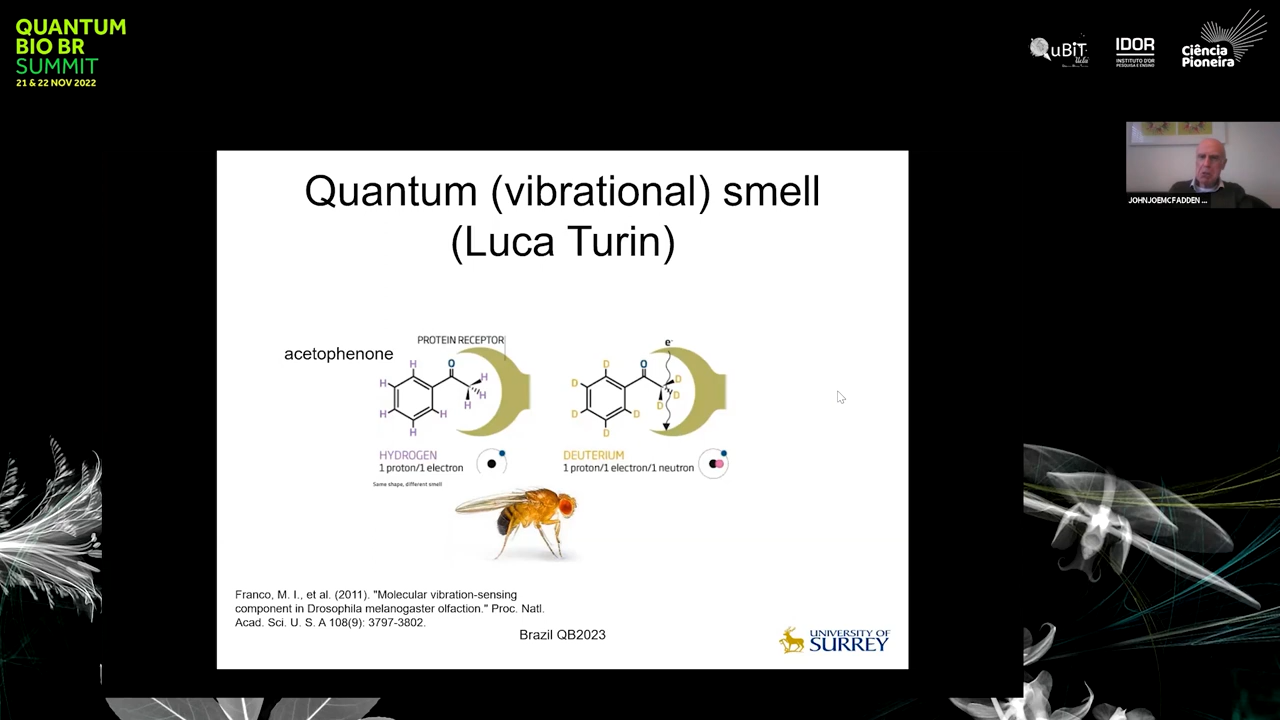 QUANTUM
BIO BR
SUMMIT
21 & 22 NOV 2022
QuBiT
IDOR
INSTITUTO D'OR
PESQUISA E ENSINO
Ciência
Pioneira
JOHNJOEMCFADDEN ...
Quantum (vibrational) smell
(Luca Turin)
acetophenone
PROTEIN RECEPTOR
H
O
H
H
H
H
H
H
H
HYDROGEN
1 proton/1 electron
Same shape, different smell
e-
D
O
D
D
D
D
D
D
D
DEUTERIUM
1 proton/1 electron/1 neutron
Franco, M. I., et al. (2011). "Molecular vibration-sensing
component in Drosophila melanogaster olfaction." Proc. Natl.
Acad. Sci. U. S. A 108(9): 3797-3802.
Brazil QB2023
UNIVERSITY OF
SURREY